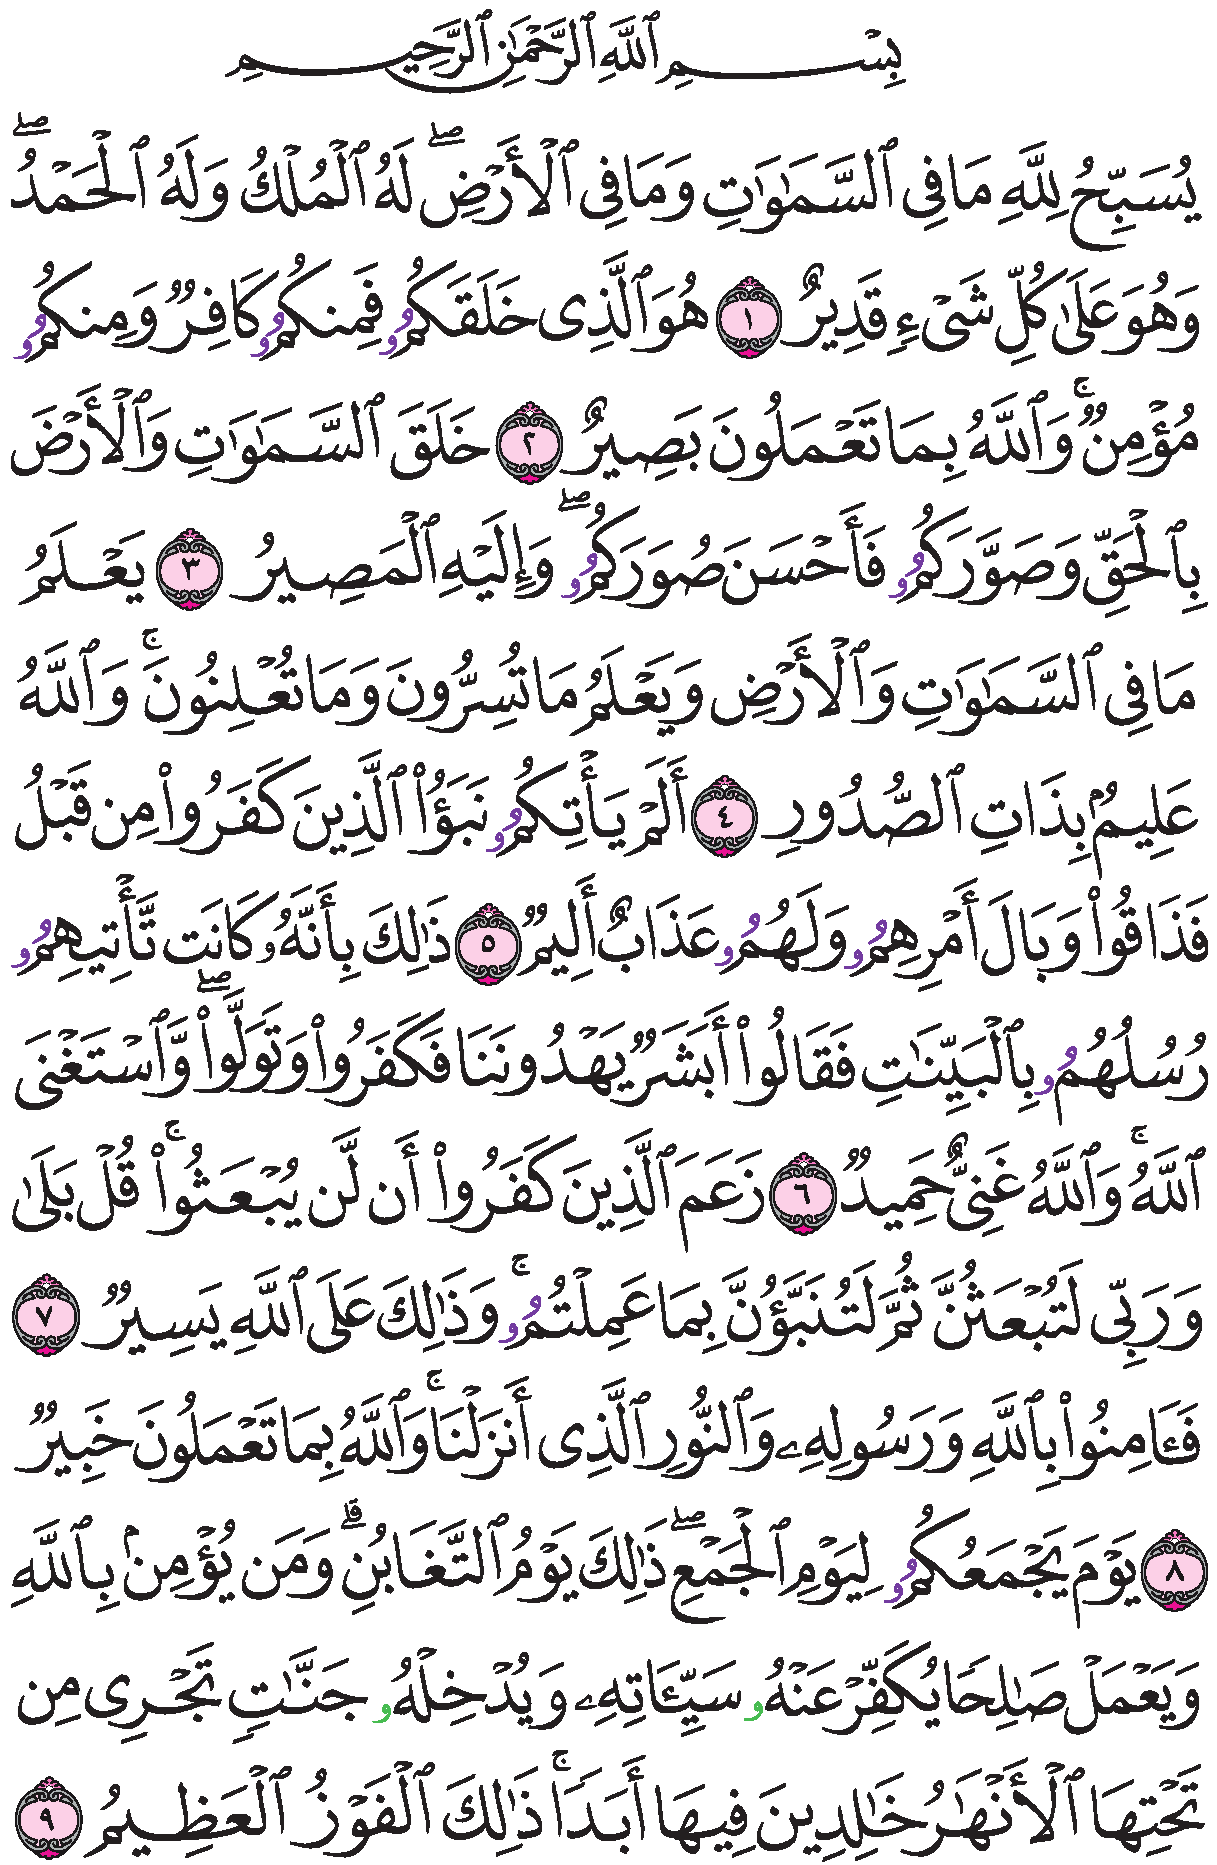 بِسْمِ ٱللَّهِ ٱلرَّحْمَٰنِ ٱلرَّحِيمِ
يُسَبِّحُ لِلَّهِ مَا فِى ٱلسَّمَٰوَٰتِ وَمَا فِى ٱلْأَرْضِۖ لَهُ ٱلْمُلْكُ وَلَهُ ٱلْحَمْدُۖ
وَهُوَ عَلَىٰ كُلِّ شَىْءٍ قَدِيرٌ ١ هُوَ ٱلَّذِى خَلَقَكُمُۥ فَمِنكُمُۥ كَافِرٌ وَمِنكُمُۥ
مُؤْمِنٌۚ وَٱللَّهُ بِمَا تَعْمَلُونَ بَصِيرٌ ٢ خَلَقَ ٱلسَّمَٰوَٰتِ وَٱلْأَرْضَ
بِٱلْحَقِّ وَصَوَّرَكُمُۥ فَأَحْسَنَ صُوَرَكُمُۥۖ وَإِلَيْهِ ٱلْمَصِيرُ ٣ يَعْلَمُ
مَا فِى ٱلسَّمَٰوَٰتِ وَٱلْأَرْضِ وَيَعْلَمُ مَا تُسِرُّونَ وَمَا تُعْلِنُونَۚ وَٱللَّهُ
عَلِيمٌۢ بِذَاتِ ٱلصُّدُورِ ٤ أَلَمْ يَأْتِكُمُۥ نَبَؤُا۟ ٱلَّذِينَ كَفَرُوا۟ مِن قَبْلُ
فَذَاقُوا۟ وَبَالَ أَمْرِهِمُۥ وَلَهُمُۥ عَذَابٌ أَلِيمٌ ٥ ذَٰلِكَ بِأَنَّهُۥ كَانَت تَّأْتِيهِمُۥ
رُسُلُهُمُۥ بِٱلْبَيِّنَٰتِ فَقَالُوٓا۟ أَبَشَرٌ يَهْدُونَنَا فَكَفَرُوا۟ وَتَوَلَّوا۟ۖ وَّٱسْتَغْنَى
ٱللَّهُۚ وَٱللَّهُ غَنِىٌّ حَمِيدٌ ٦ زَعَمَ ٱلَّذِينَ كَفَرُوٓا۟ أَن لَّن يُبْعَثُوا۟ۚ قُلْ بَلَىٰ
وَرَبِّى لَتُبْعَثُنَّ ثُمَّ لَتُنَبَّؤُنَّ بِمَا عَمِلْتُمُۥۚ وَذَٰلِكَ عَلَى ٱللَّهِ يَسِيرٌ ٧
فَـَٔامِنُوا۟ بِٱللَّهِ وَرَسُولِهِۦ وَٱلنُّورِ ٱلَّذِىٓ أَنزَلْنَاۚ وَٱللَّهُ بِمَا تَعْمَلُونَ خَبِيرٌ
٨ يَوْمَ يَجْمَعُكُمُۥ لِيَوْمِ ٱلْجَمْعِۖ ذَٰلِكَ يَوْمُ ٱلتَّغَابُنِۗ وَمَن يُؤْمِنۢ بِٱللَّهِ
وَيَعْمَلْ صَٰلِحًا يُكَفِّرْ عَنْهُۥ سَيِّـَٔاتِهِۦ وَيُدْخِلْهُۥ جَنَّٰتٍ تَجْرِى مِن
تَحْتِهَا ٱلْأَنْهَٰرُ خَٰلِدِينَ فِيهَآ أَبَدًاۚ ذَٰلِكَ ٱلْفَوْزُ ٱلْعَظِيمُ ٩